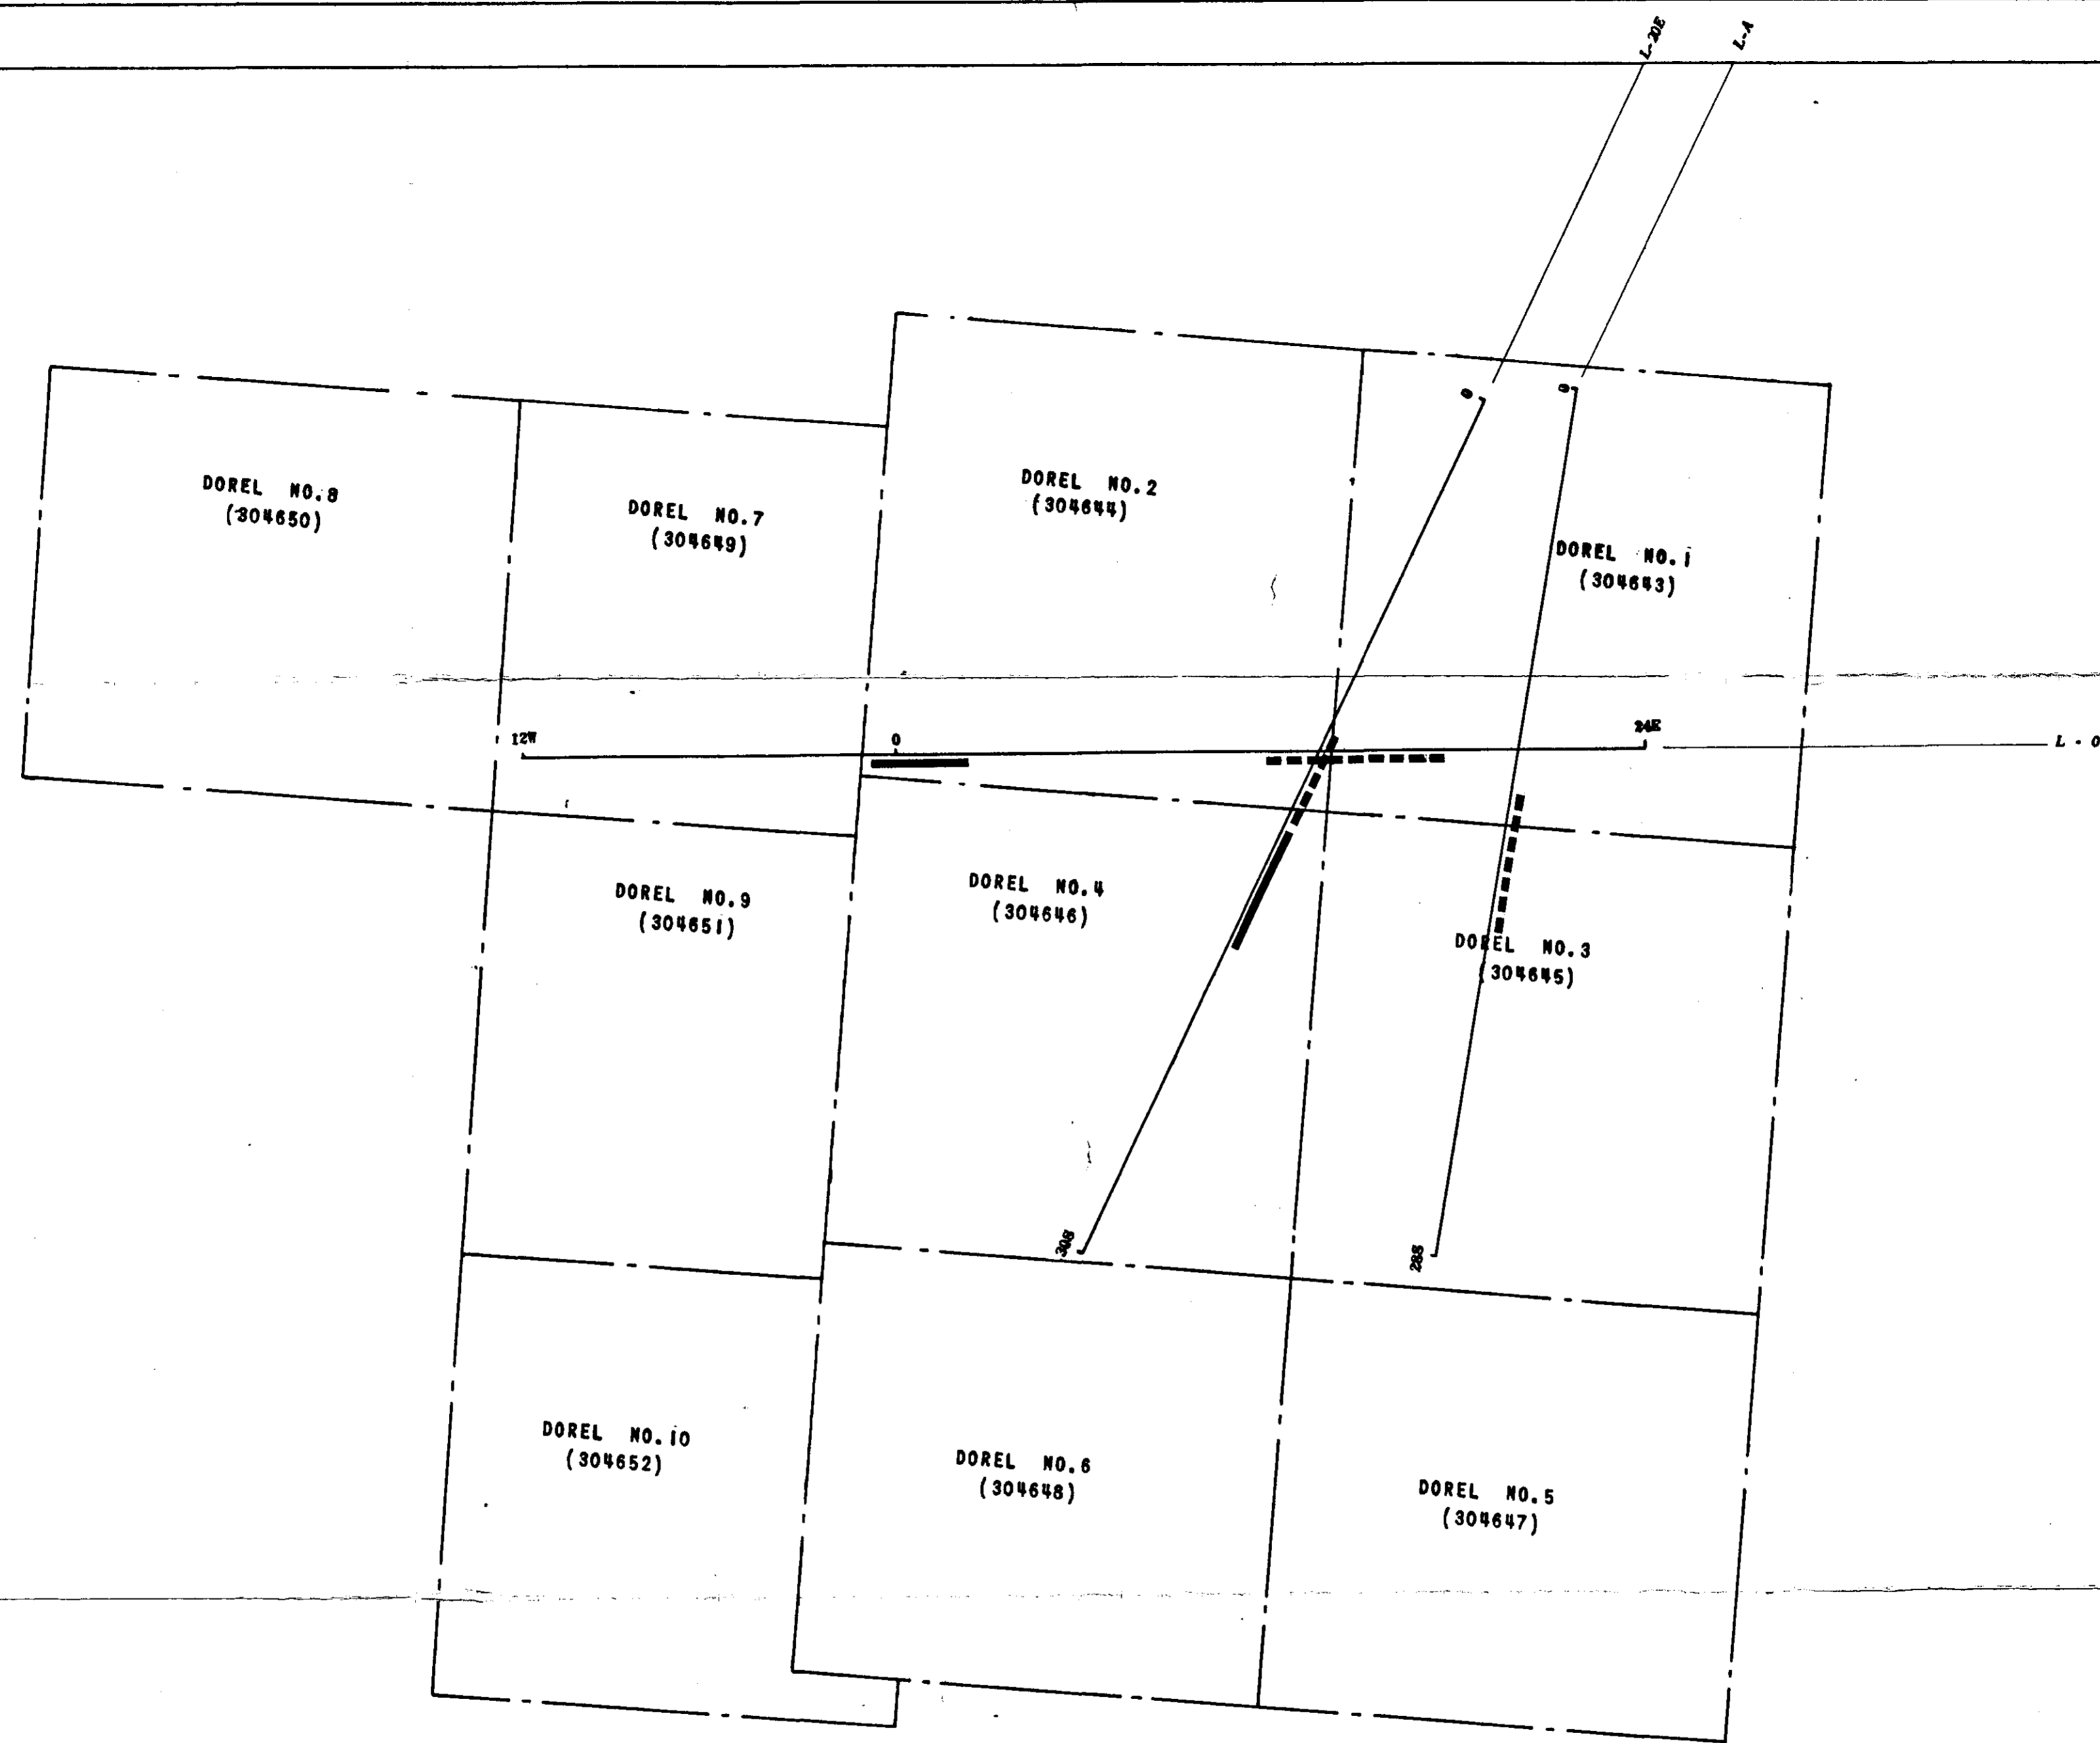 L-20E
L-A
0
0
DOREL NO.8
(304650)
DOREL NO.7
(304649)
DOREL NO.2
(304644)
DOREL NO.1
(304643)
12W
0
24E
L-0
DOREL NO.9
(304651)
DOREL NO.4
(304646)
DOREL NO.3
(304645)
30S
28S
DOREL NO.10
(304652)
DOREL NO.6
(304648)
DOREL NO.5
(304647)